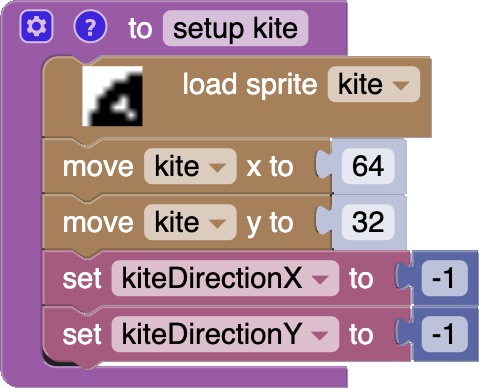 ? to setup kite
load sprite kite
move kite x to 64
move kite y to 32
set kiteDirectionX to -1
set kiteDirectionY to -1